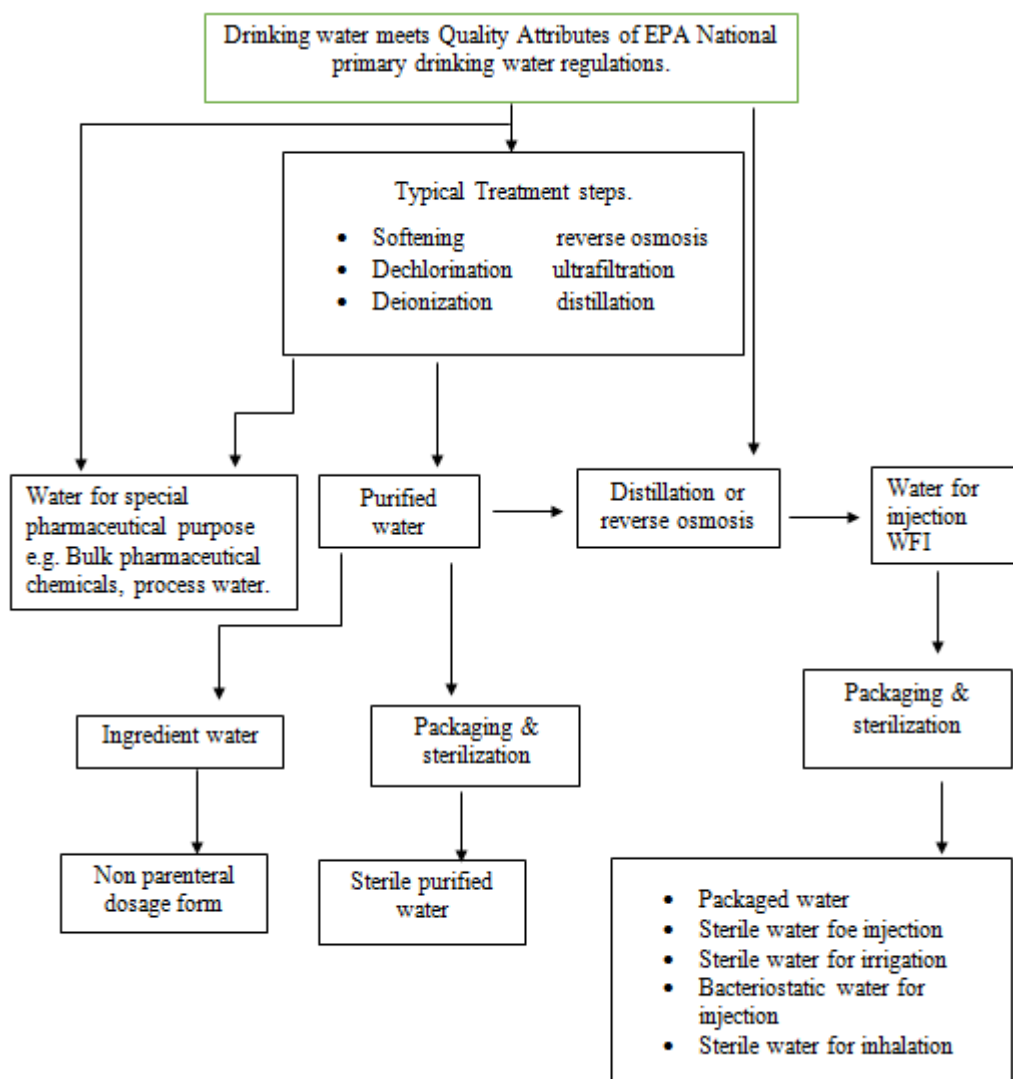 Drinking water meets Quality Attributes of EPA National
primary drinking water regulations.
Typical Treatment steps.
• Softening reverse osmosis
• Dechlorination ultrafiltration
• Deionization distillation
Water for special
pharmaceutical purpose
e.g. Bulk pharmaceutical
chemicals, process water.
Purified
water
Distillation or
reverse osmosis
Water for
injection
WFI
Ingredient water
Packaging &
sterilization
Packaging &
sterilization
Non parenteral
dosage form
Sterile purified
water
• Packaged water
• Sterile water foe injection
• Sterile water for irrigation
• Bacteriostatic water for
injection
• Sterile water for inhalation